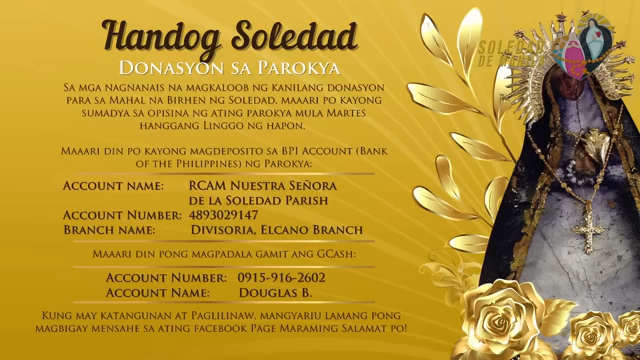 Handog Soledad
Donasyon sa Parokya
SOLEDAD
DE MANILA
Sa mga nagnanais na magkaloob ng kanilang donasyon
para sa Mahal na Birhen ng Soledad, maaari po kayong
sumadya sa opisina ng ating parokya mula Martes
hanggang Linggo ng hapon.
Maaari din po kayong magdeposito sa BPI Account (Bank
of the Philippines) ng Parokya:
Account name: RCAM Nuestra Señora
de la Soledad Parish
Account Number: 4893029147
Branch name: Divisoria, Elcano Branch
Maaari din pong magpadala gamit ang GCash:
Account Number: 0915-916-2602
Account Name: Douglas B.
Kung may katangunan at Paglilinaw, mangyariu lamang pong
magbigay mensahe sa ating facebook Page Maraming Salamat po!